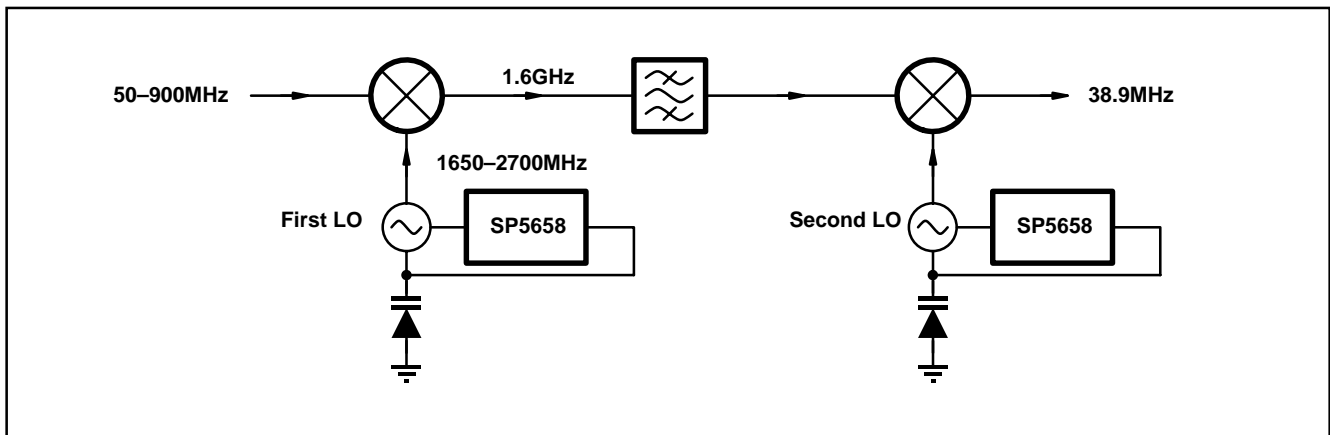 1.6GHz
50–900MHz
38.9MHz
1650–2700MHz
First LO
SP5658
Second LO
SP5658